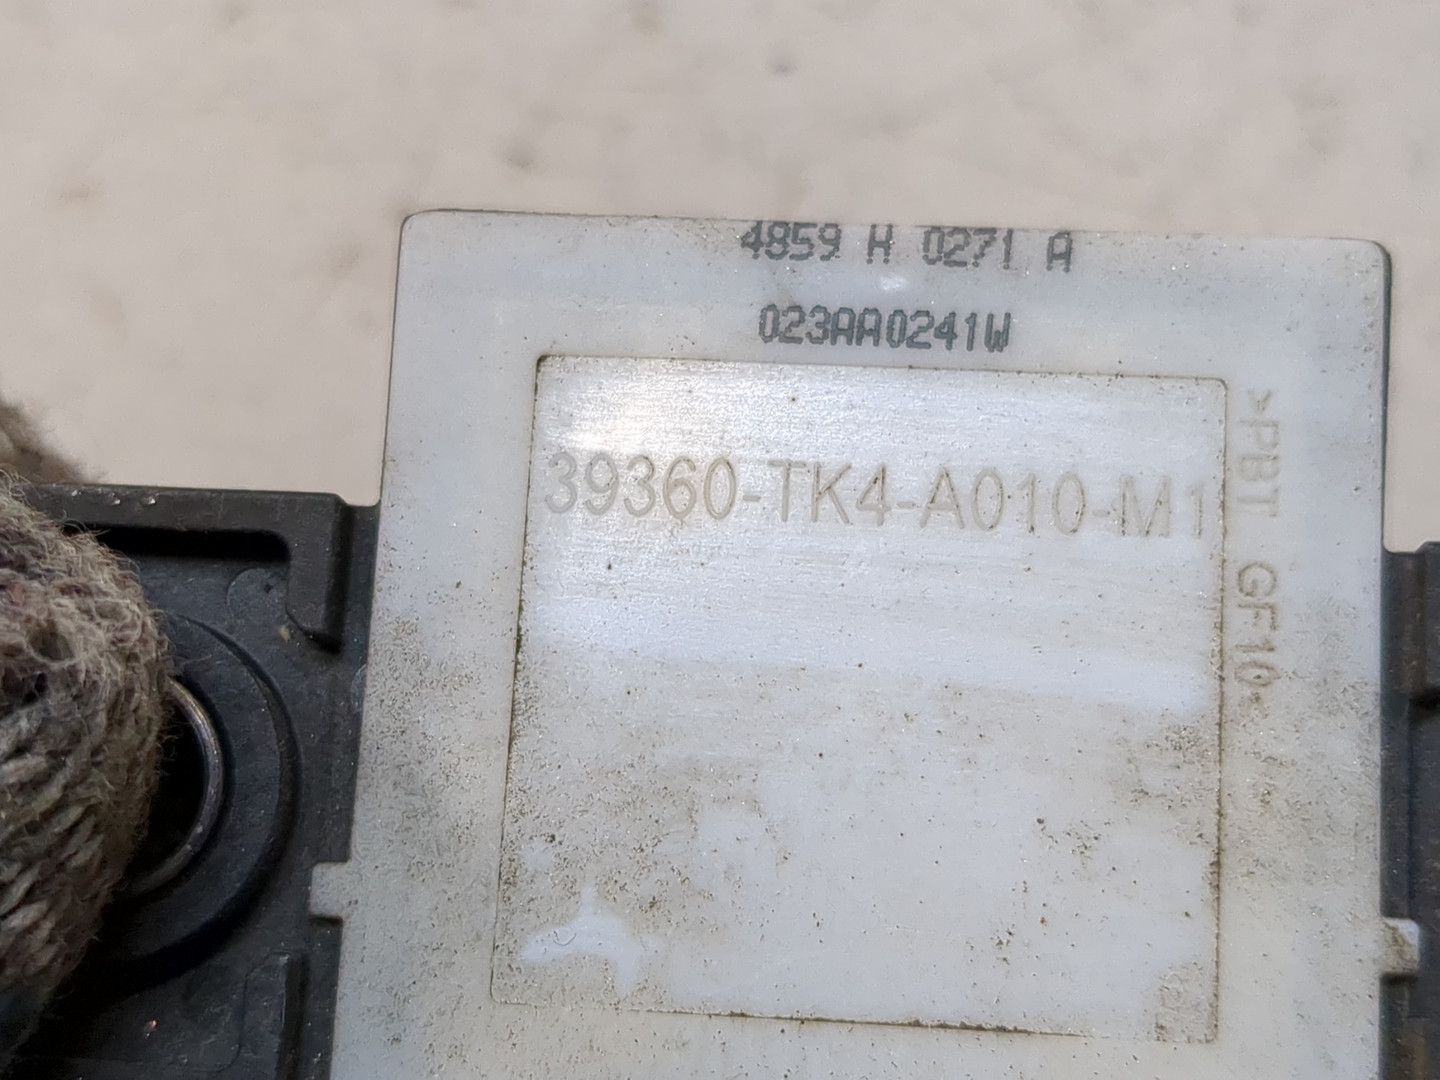 4859 H 0271 A
023AA0241W
39360-TK4-A010-M1
>PBT GF10<